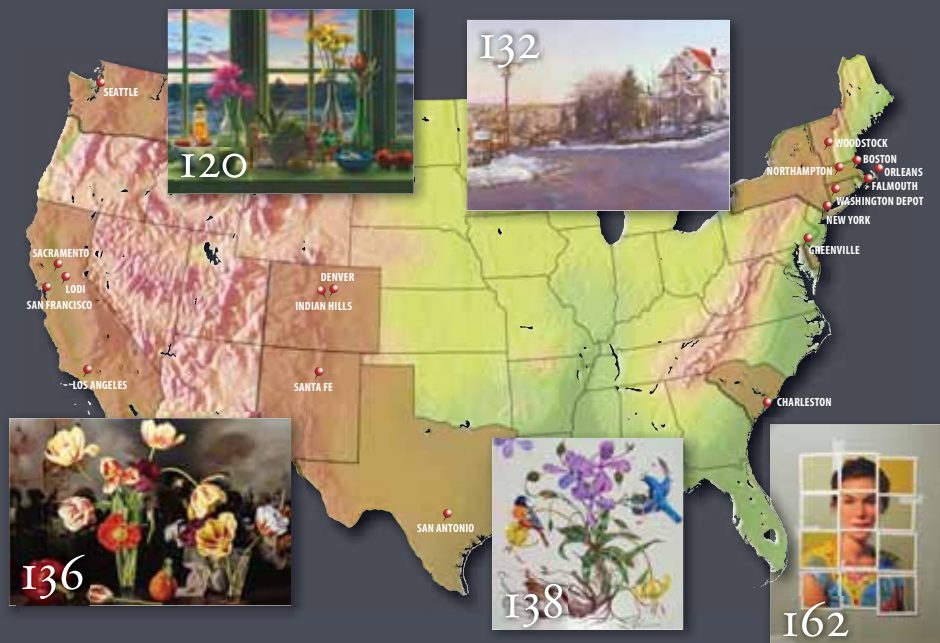 120
132
SEATTLE
WOODSTOCK
BOSTON
NORTHAMPTON
ORLEANS
FALMOUTH
WASHINGTON DEPOT
NEW YORK
GREENVILLE
SACRAMENTO
LODI
SAN FRANCISCO
DENVER
INDIAN HILLS
LOS ANGELES
SANTA FE
CHARLESTON
SAN ANTONIO
136
138
162